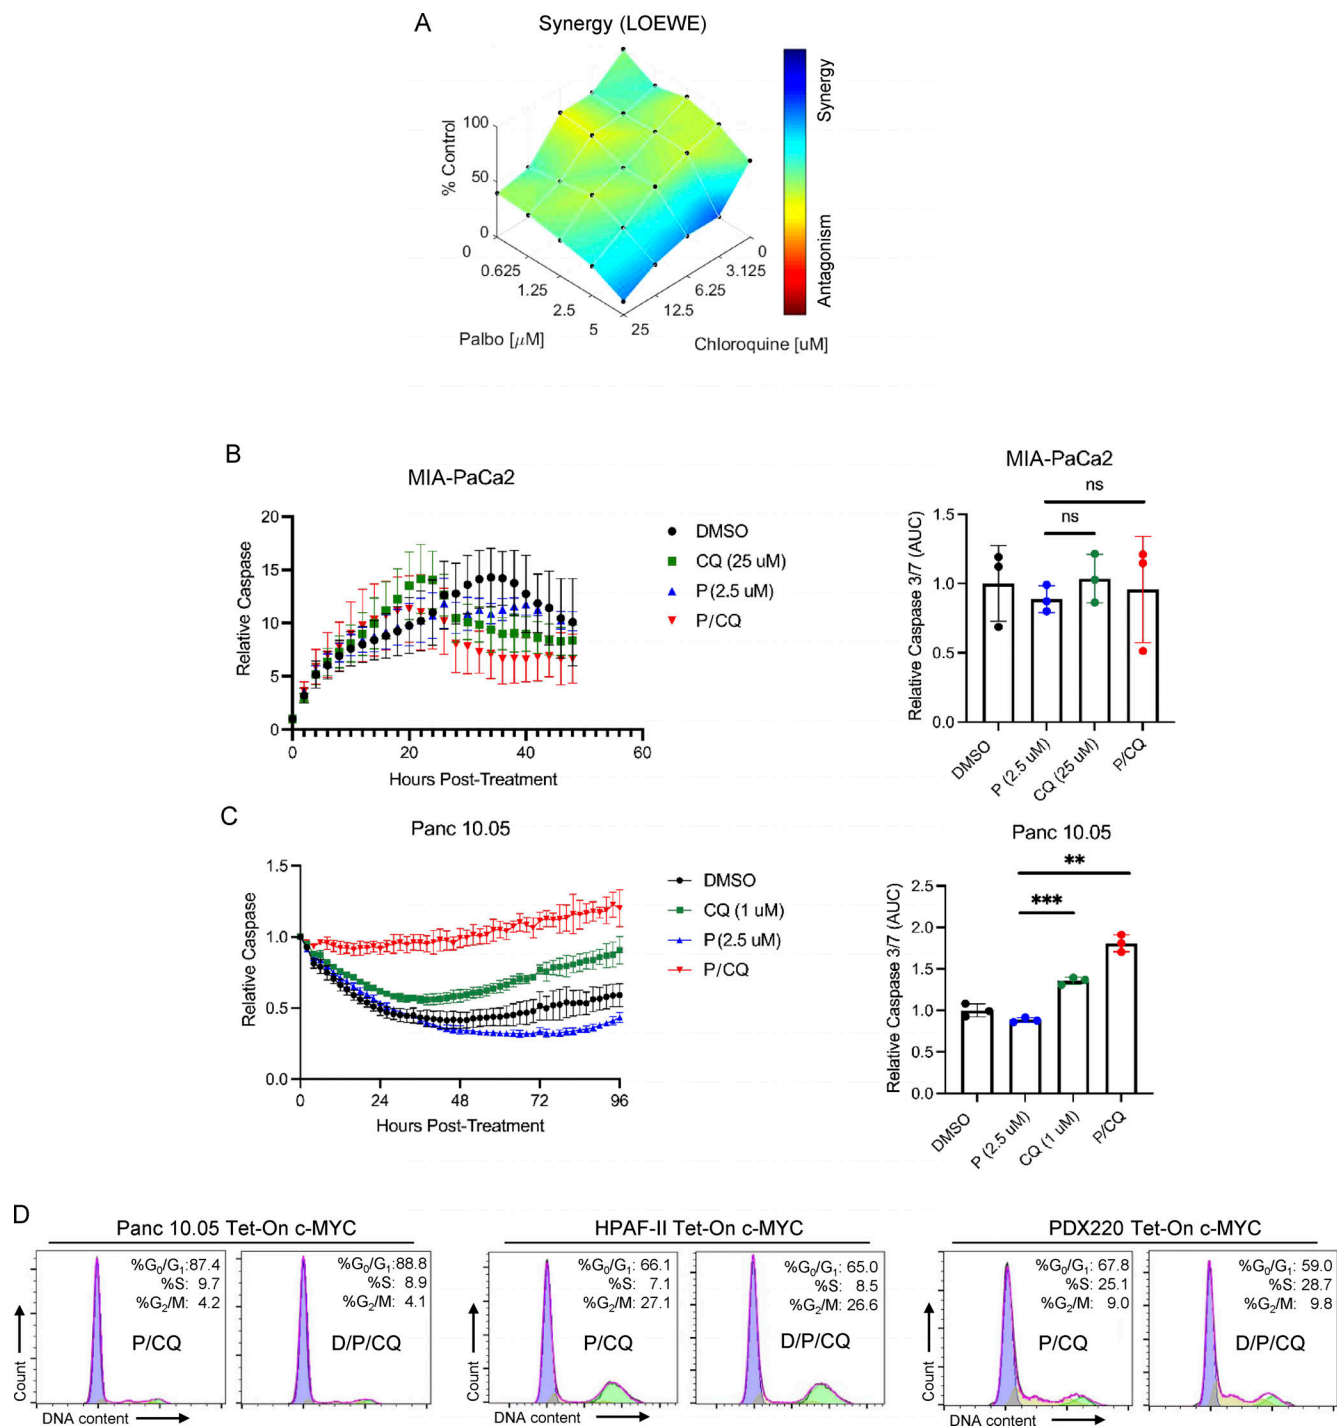 A
Synergy (LOEWE)
% Control
100
50
0
0
0.625
1.25
2.5
5
Palbo [μM]
25
12.5
6.25
3.125
0
Chloroquine [uM]
Synergy
Antagonism
B
MIA-PaCa2
Relative Caspase
20
15
10
5
0
0
20
40
60
Hours Post-Treatment
DMSO
CQ (25 uM)
P (2.5 uM)
P/CQ
MIA-PaCa2
ns
ns
Relative Caspase 3/7 (AUC)
1.5
1.0
0.5
0.0
DMSO
P (2.5 uM)
CQ (25 uM)
P/CQ
C
Panc 10.05
Relative Caspase
1.5
1.0
0.5
0.0
0
24
48
72
96
Hours Post-Treatment
DMSO
CQ (1 uM)
P (2.5 uM)
P/CQ
Panc 10.05
**
***
Relative Caspase 3/7 (AUC)
2.5
2.0
1.5
1.0
0.5
0.0
DMSO
P (2.5 uM)
CQ (1 uM)
P/CQ
D
Panc 10.05 Tet-On c-MYC
%G0/G1:87.4
%S: 9.7
%G2/M: 4.2
P/CQ
%G0/G1:88.8
%S: 8.9
%G2/M: 4.1
D/P/CQ
Count
DNA content
HPAF-II Tet-On c-MYC
%G0/G1: 66.1
%S: 7.1
%G2/M: 27.1
P/CQ
%G0/G1: 65.0
%S: 8.5
%G2/M: 26.6
D/P/CQ
Count
DNA content
PDX220 Tet-On c-MYC
%G0/G1: 67.8
%S: 25.1
%G2/M: 9.0
P/CQ
%G0/G1: 59.0
%S: 28.7
%G2/M: 9.8
D/P/CQ
Count
DNA content